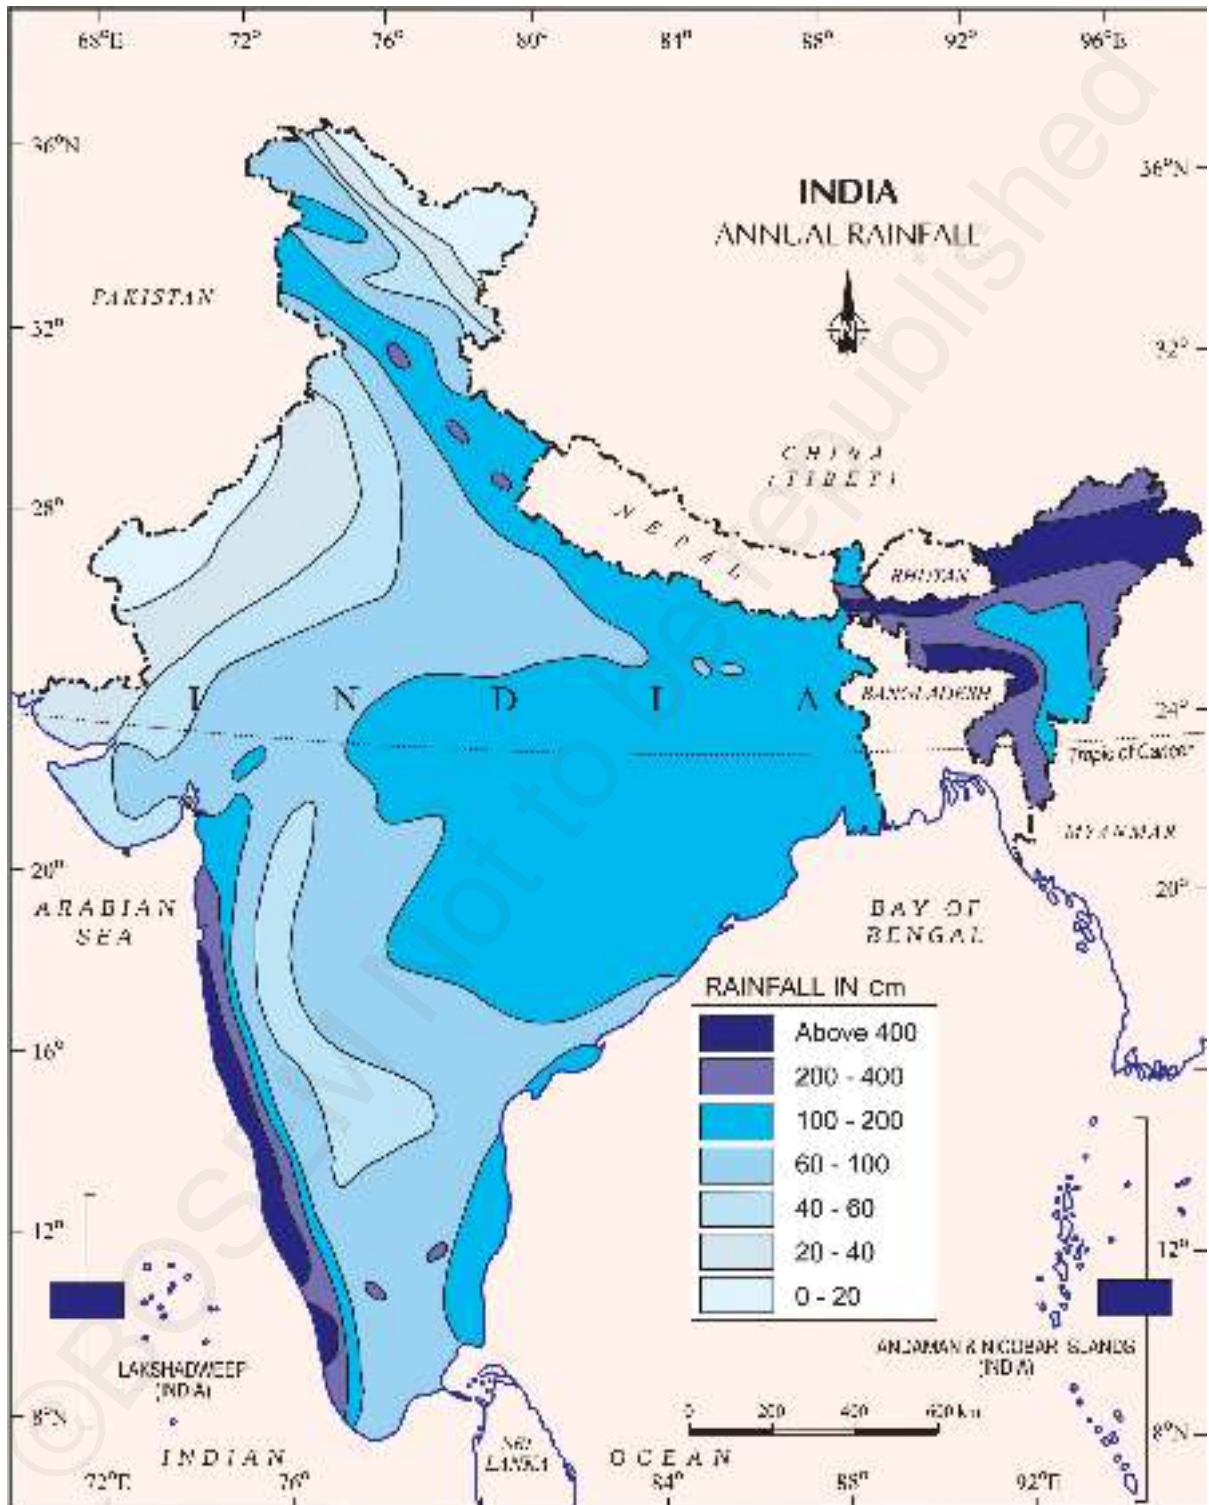 68°E 72° 76° 80° 84° 88° 92° 96°E
36°N
36°N
INDIA
ANNUAL RAINFALL
N
PAKISTAN
32°
32°
CHINA
(TIBET)
28°
NEPAL
BHUTAN
I N D I A
BANGLADESH
24°
Tropic of Cancer
MYANMAR
20°
20°
ARABIAN
SEA
BAY OF
BENGAL
RAINFALL IN cm
Above 400
200 - 400
100 - 200
60 - 100
40 - 60
20 - 40
0 - 20
16°
12°
12°
LAKSHADWEEP
(INDIA)
ANDAMAN & NICOBAR ISLANDS
(INDIA)
0 200 400 600 km
8°N
8°N
INDIAN OCEAN
SRI
LANKA
72°E 76° 84° 88° 92°E
not to be republished